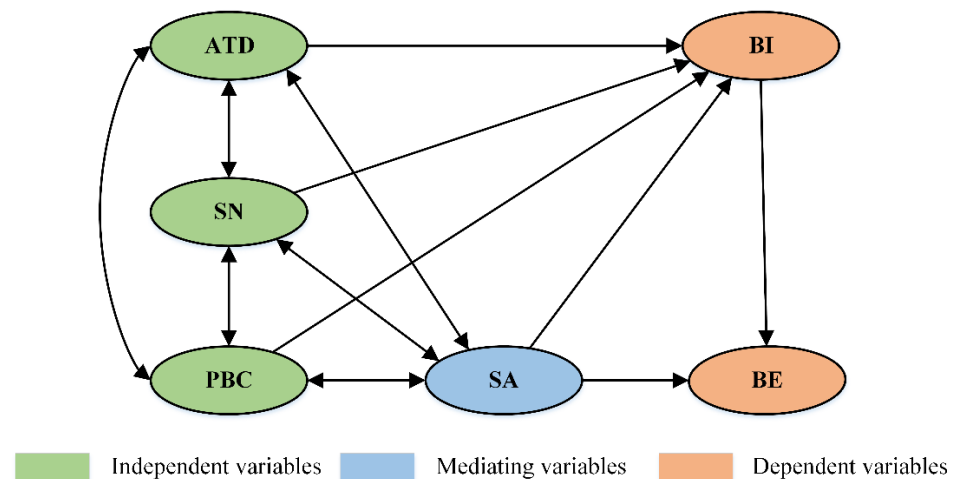 ATD
BI
SN
PBC
SA
BE
Independent variables
Mediating variables
Dependent variables